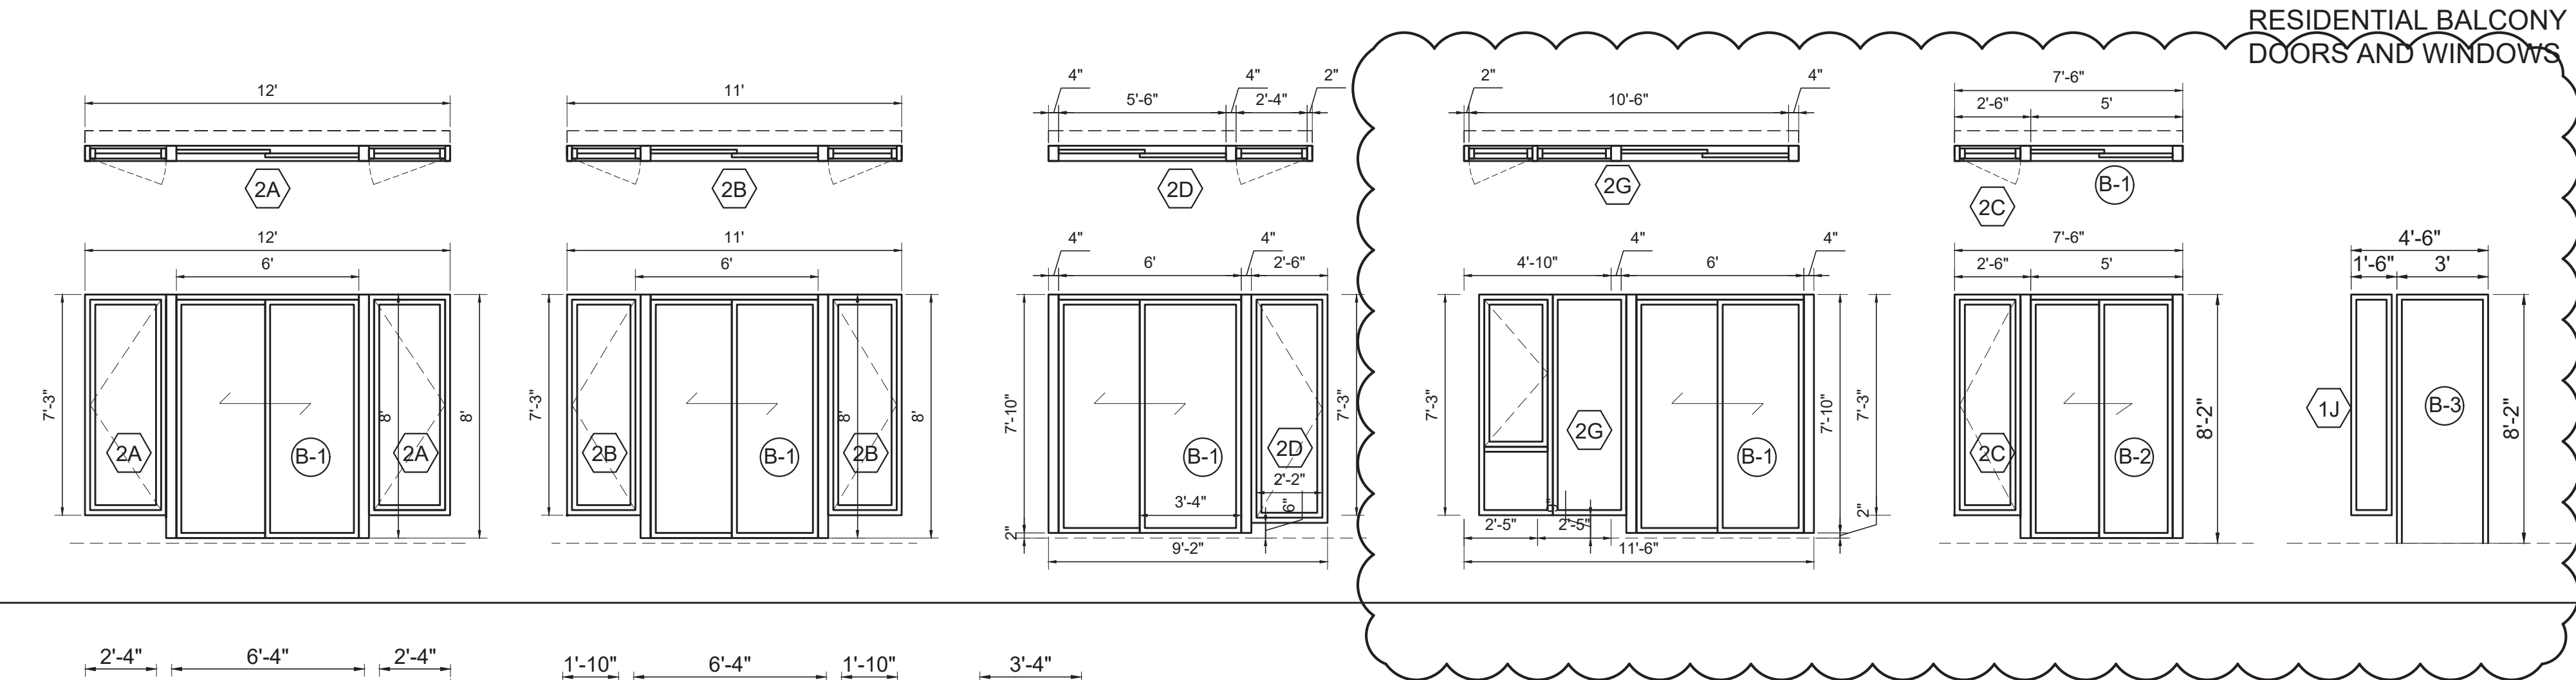 RESIDENTIAL BALCONY
DOORS AND WINDOWS
12'
2A
12'
6'
7'-3"
8'
8'
2A
B-1
2A
11'
2B
11'
6'
7'-3"
8'
8'
2B
B-1
2B
4" 4" 2"
5'-6" 2'-4"
2D
4" 4"
6' 2'-6"
7'-10"
7'-3"
B-1
2D
2'-2"
3'-4"
6"
2"
9'-2"
2" 4"
10'-6"
2G
4" 4"
4'-10" 6'
7'-3"
7'-10"
7'-3"
2G
B-1
2'-5" 2'-5"
2"
11'-6"
7'-6"
2'-6" 5'
B-1
2C
7'-6"
2'-6" 5'
8'-2"
2C
B-2
4'-6"
1'-6" 3'
1J
B-3
8'-2"
2'-4" 6'-4" 2'-4"
1'-10" 6'-4" 1'-10"
3'-4"